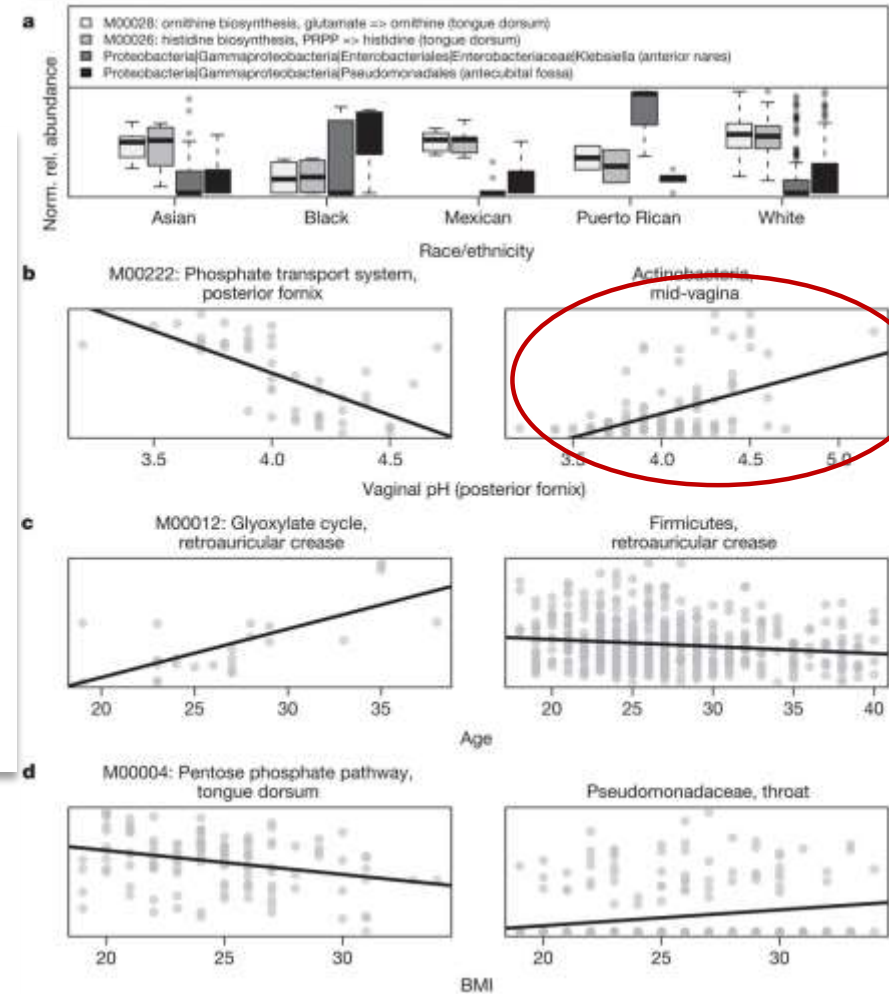 a
M00028: ornithine biosynthesis, glutamate => ornithine (tongue dorsum)
M00026: histidine biosynthesis, PRPP => histidine (tongue dorsum)
Proteobacteria|Gammaproteobacteria|Enterobacteriales|Enterobacteriaceae|Klebsiella (anterior nares)
Proteobacteria|Gammaproteobacteria|Pseudomonadales (antecubital fossa)
Norm. rel. abundance
Asian Black Mexican Puerto Rican White
Race/ethnicity
b
M00222: Phosphate transport system,
posterior fornix
Actinobacteria,
mid-vagina
3.5 4.0 4.5
3.5 4.0 4.5 5.0
Vaginal pH (posterior fornix)
c
M00012: Glyoxylate cycle,
retroauricular crease
Firmicutes,
retroauricular crease
20 25 30 35
20 25 30 35 40
Age
d
M00004: Pentose phosphate pathway,
tongue dorsum
Pseudomonadaceae, throat
20 25 30
20 25 30
BMI